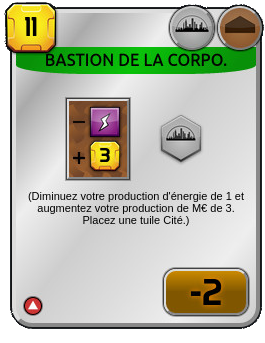 11
BASTION DE LA CORPO.
-
+ 3
(Diminuez votre production d'énergie de 1 et
augmentez votre production de M€ de 3.
Placez une tuile Cité.)
-2